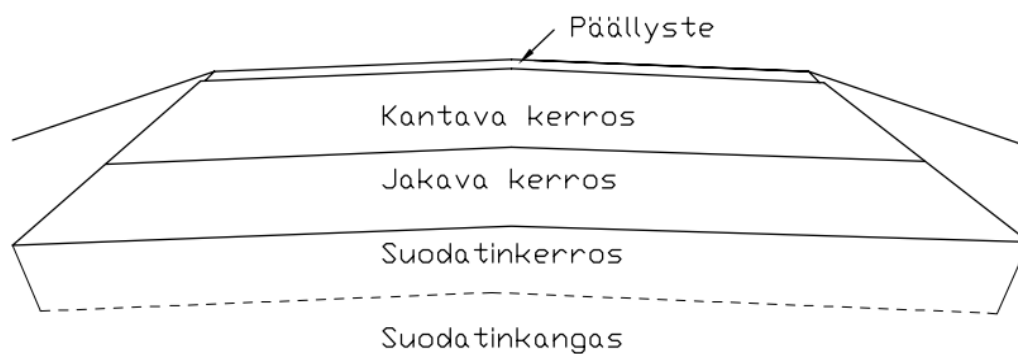 Päällyste
Kantava kerros
Jakava kerros
Suodatinkerros
Suodatinkangas